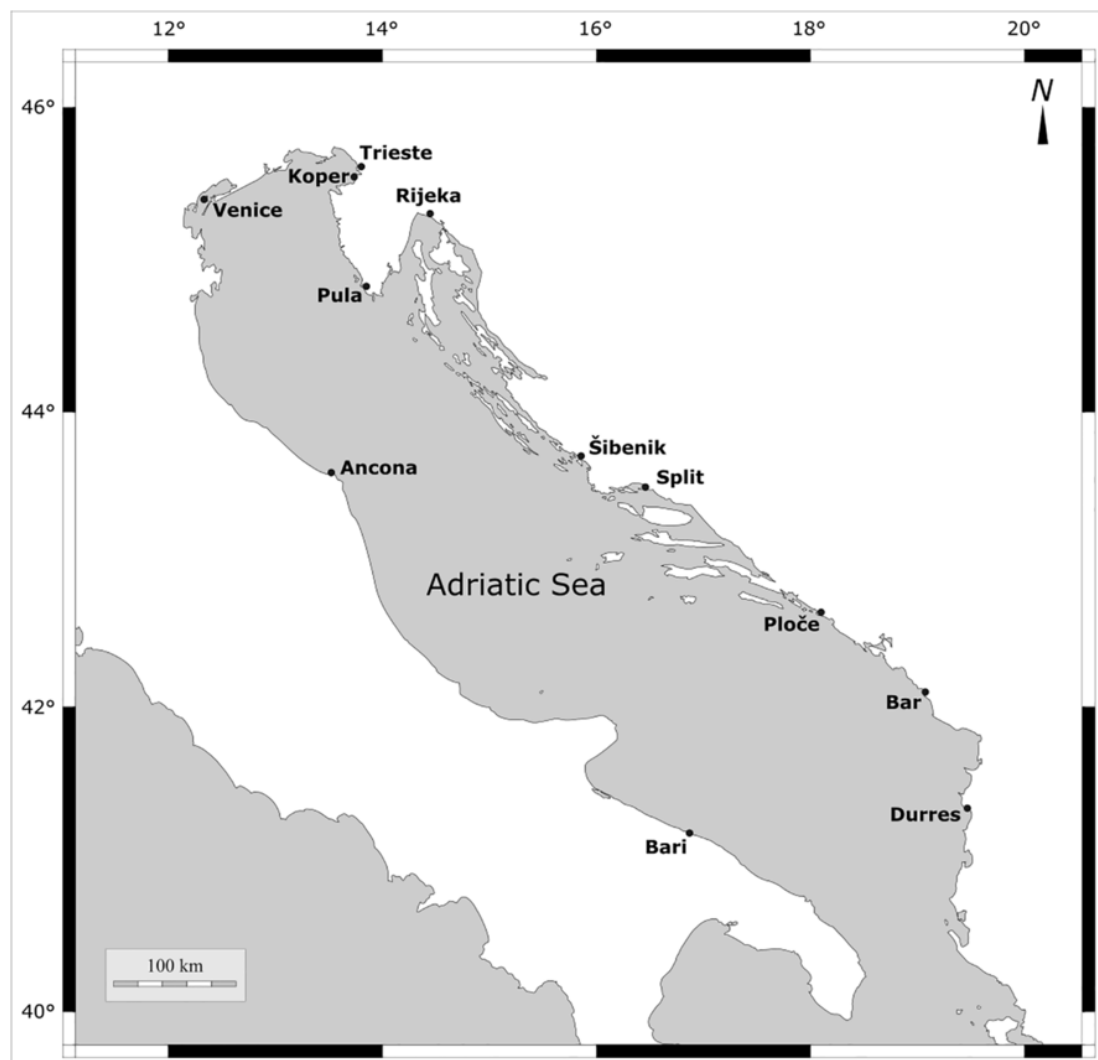 12° 14° 16° 18° 20°
46°
N
Trieste
Koper
Rijeka
Venice
Pula
44°
Šibenik
Ancona
Split
Adriatic Sea
Ploče
Bar
42°
Durres
Bari
100 km
40°